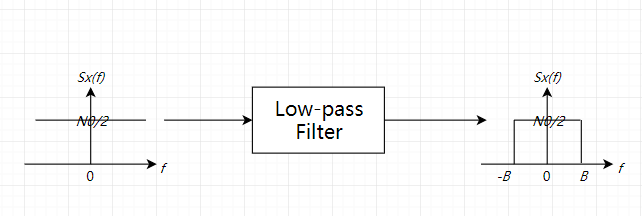 Sx(f)
N0/2
0
f
Low-pass
Filter
Sx(f)
N0/2
-B
0
B
f